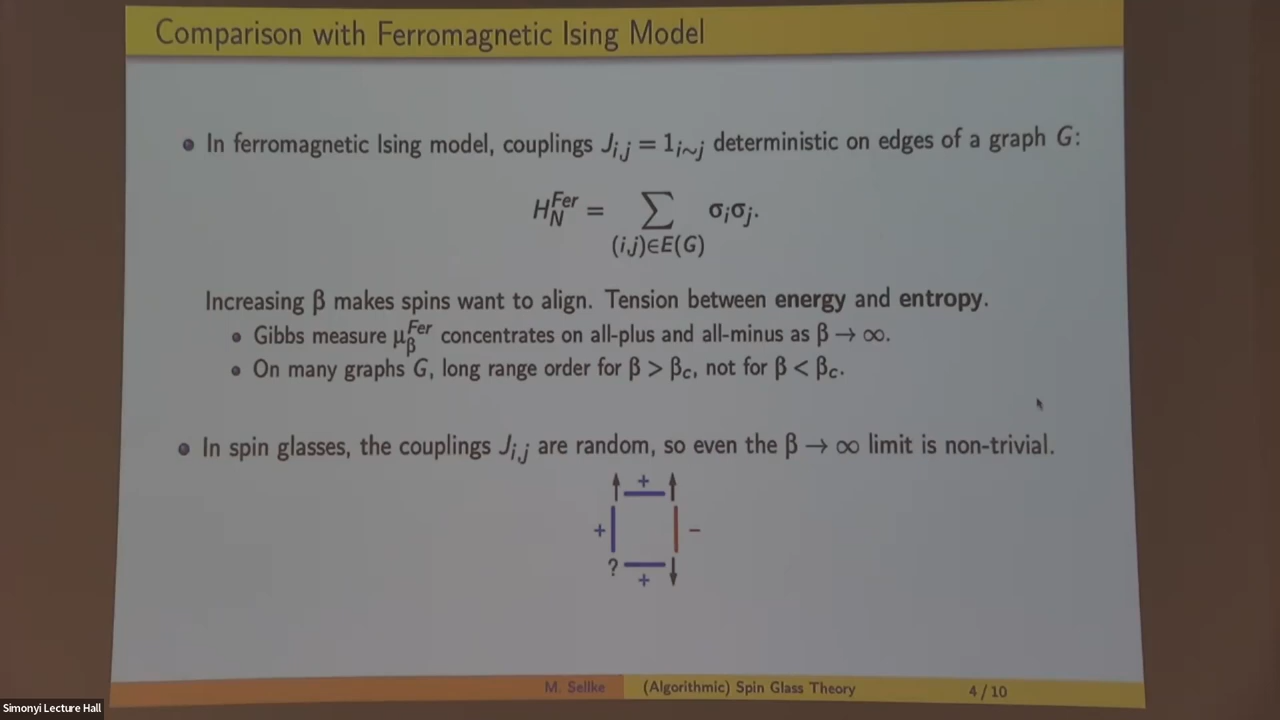 Comparison with Ferromagnetic Ising Model
• In ferromagnetic Ising model, couplings J_{i,j} = 1_{i∼j} deterministic on edges of a graph G:
H_N^{Fer} = ∑_{(i,j)∈E(G)} σ_iσ_j.
Increasing β makes spins want to align. Tension between energy and entropy.
• Gibbs measure μ_β^{Fer} concentrates on all-plus and all-minus as β → ∞.
• On many graphs G, long range order for β > β_c, not for β < β_c.
• In spin glasses, the couplings J_{i,j} are random, so even the β → ∞ limit is non-trivial.
+
+ −
?
+
M. Sellke (Algorithmic) Spin Glass Theory 4 / 10
Simonyi Lecture Hall